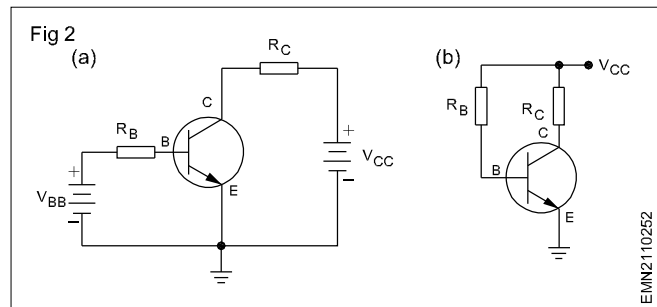 Fig 2
(a)
R_C
C
R_B
B
E
+
V_BB
–
+
V_CC
–
(b)
V_CC
R_B
R_C
C
B
E
EMN2110252